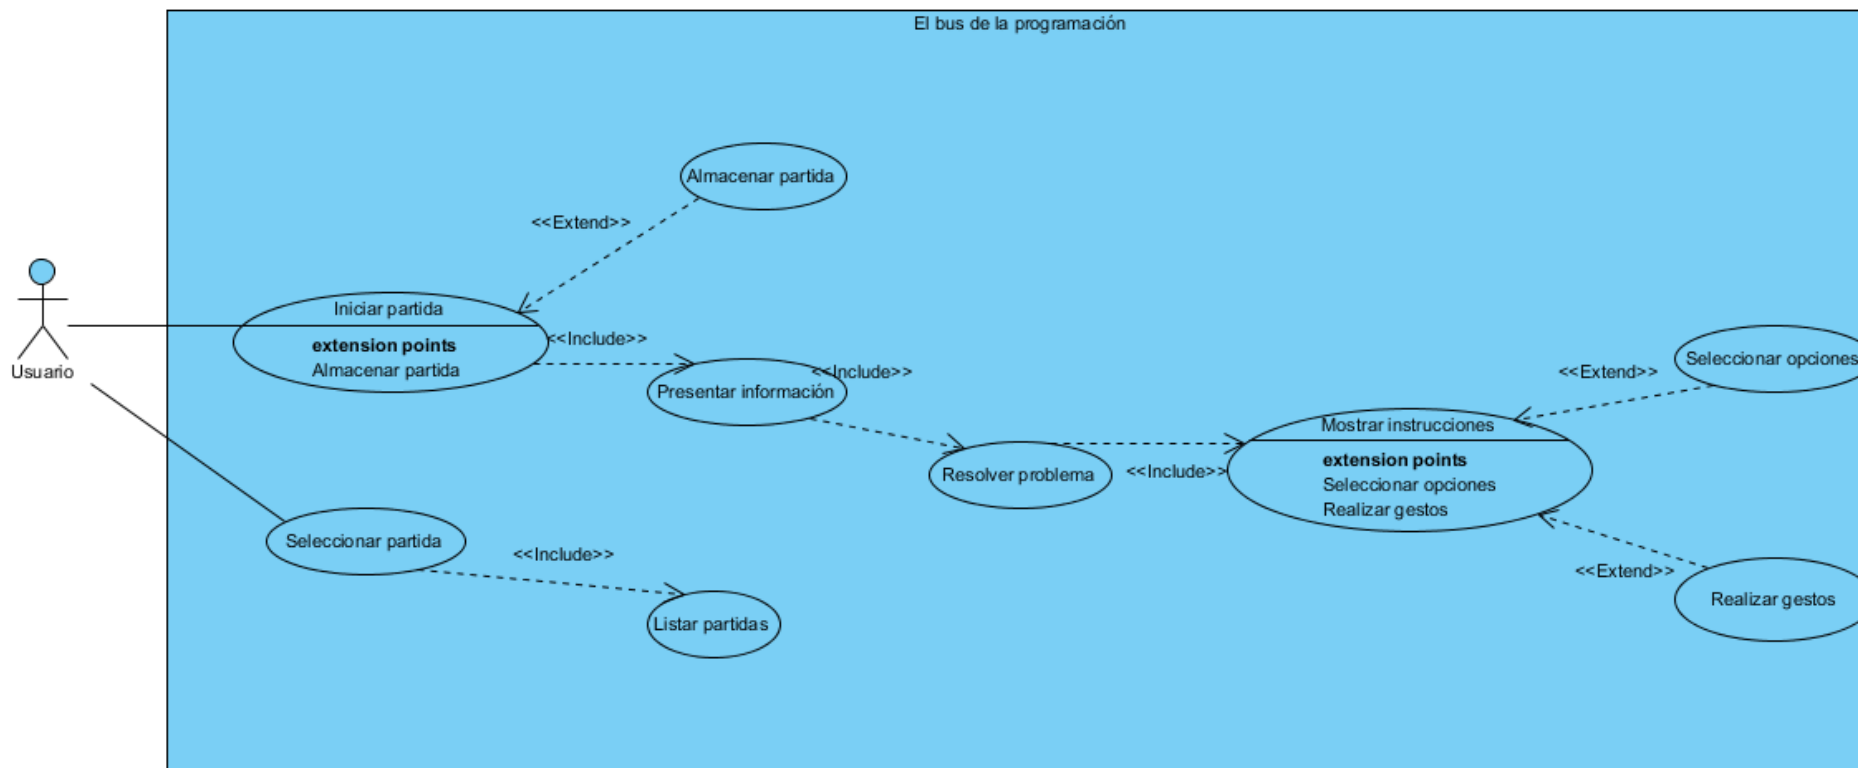 El bus de la programación
Almacenar partida
<<Extend>>
Usuario
Iniciar partida
extension points
Almacenar partida
<<Include>>
Presentar información
<<Include>>
Resolver problema
<<Include>>
Mostrar instrucciones
extension points
Seleccionar opciones
Realizar gestos
<<Extend>>
Seleccionar opciones
<<Extend>>
Realizar gestos
Seleccionar partida
<<Include>>
Listar partidas